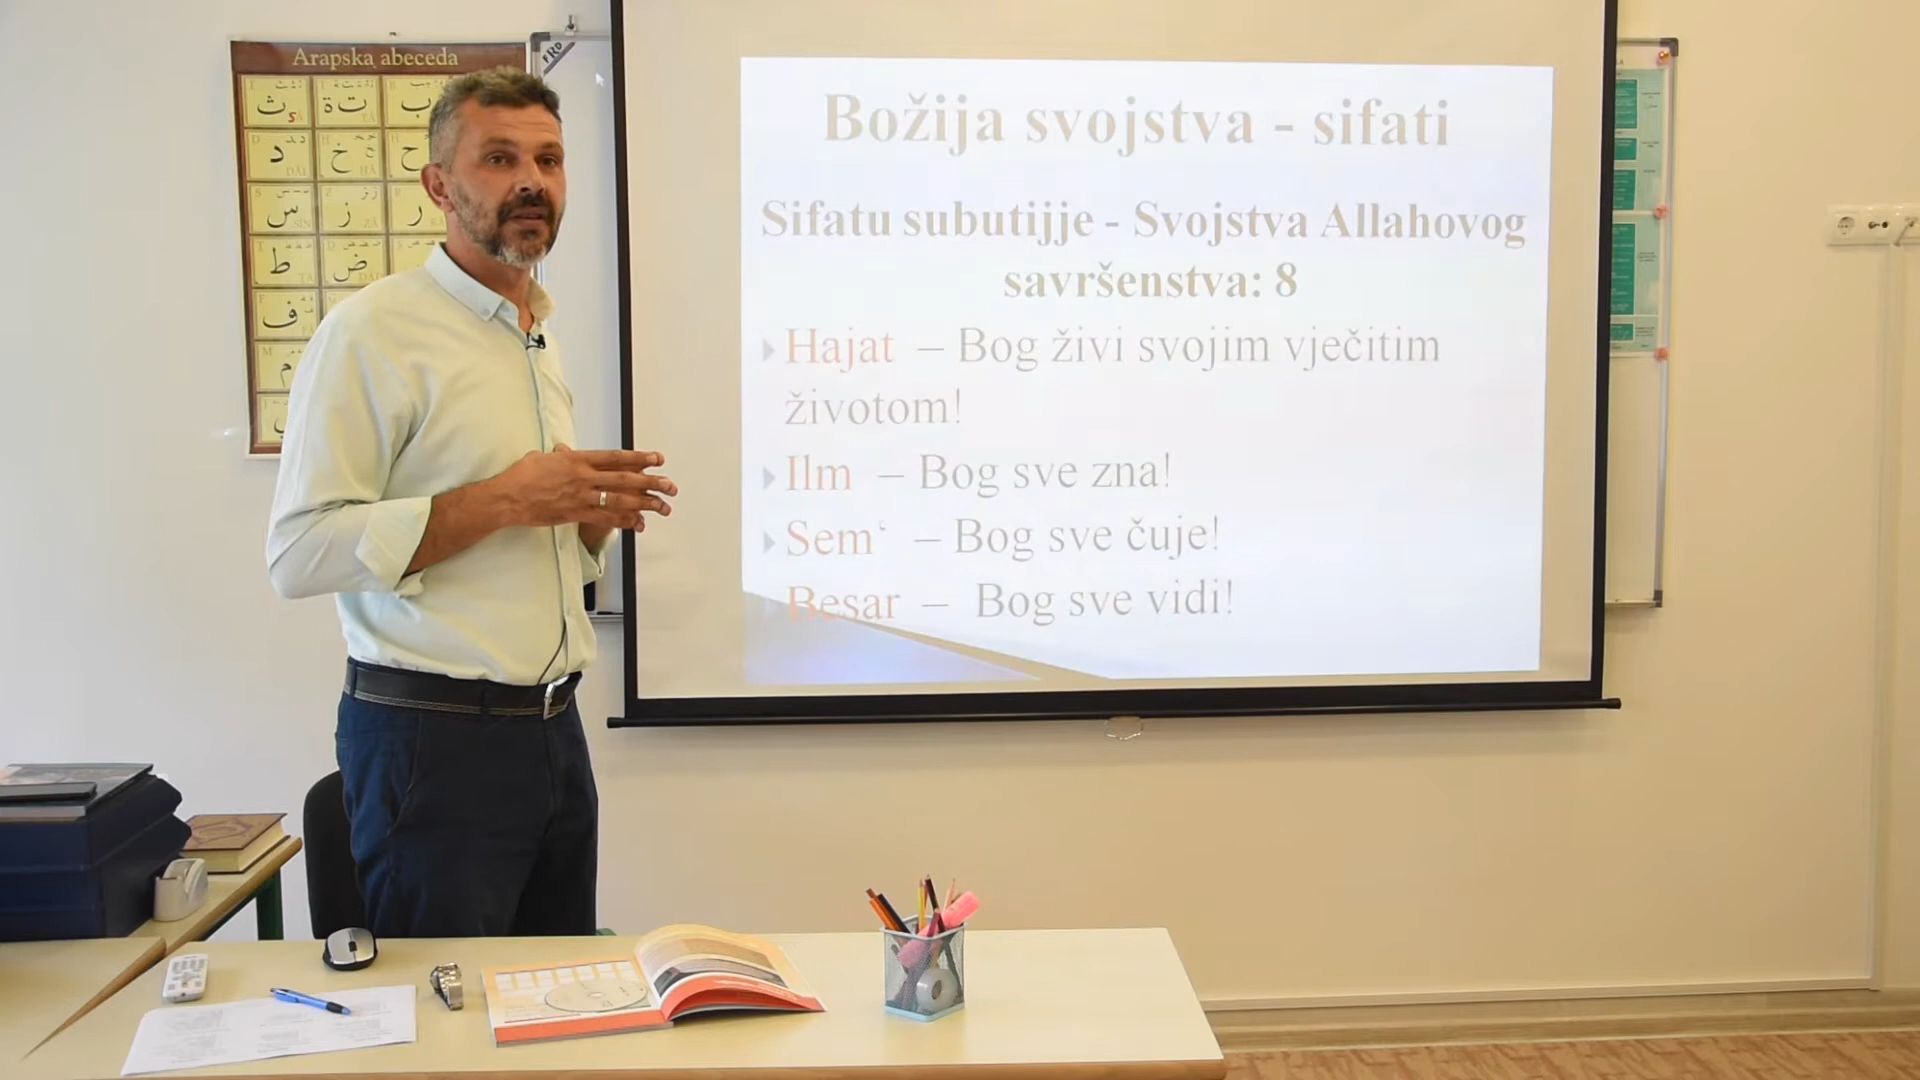 Arapska abeceda
FRD
Božija svojstva - sifati
Sifatu subutijje - Svojstva Allahovog
savršenstva: 8
Hajat – Bog živi svojim vječitim
životom!
Ilm – Bog sve zna!
Sem‘ – Bog sve čuje!
Besar – Bog sve vidi!
ث
ت ة
ب
د
خ
ح
س
ز
ر
ط
ض
ف
م